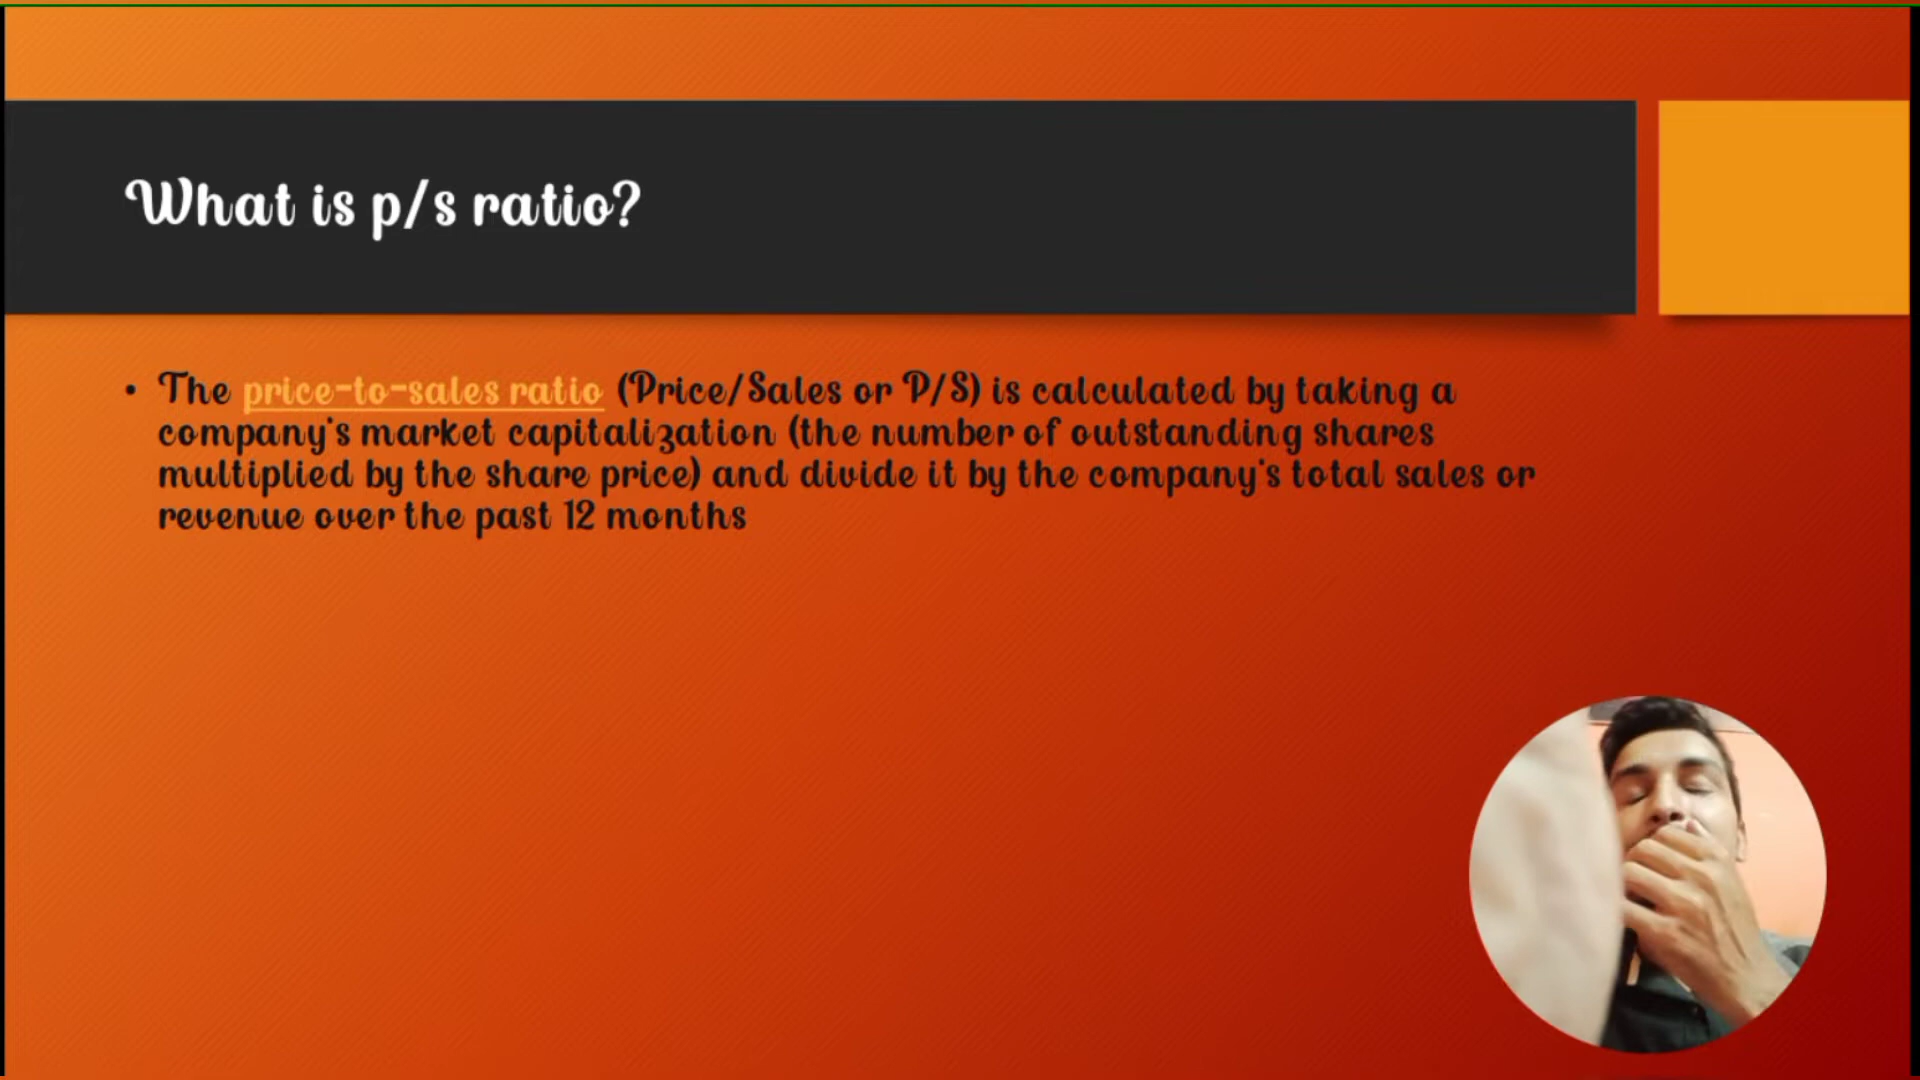 What is p/s ratio?
• The price-to-sales ratio (Price/Sales or P/S) is calculated by taking a
company's market capitalization (the number of outstanding shares
multiplied by the share price) and divide it by the company's total sales or
revenue over the past 12 months